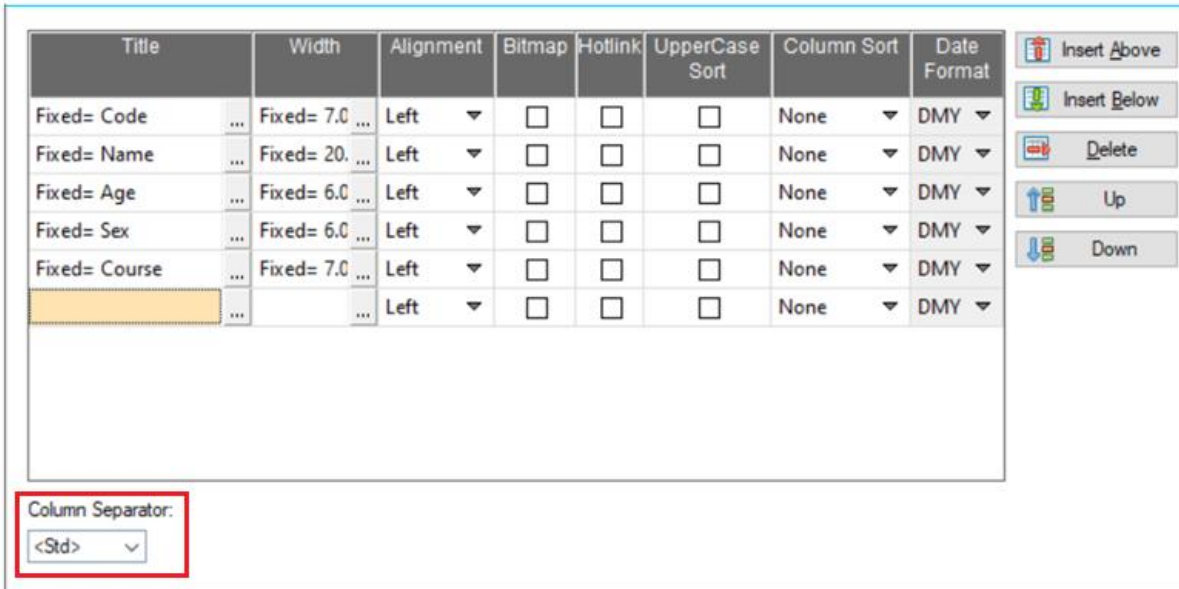 Title Width Alignment Bitmap Hotlink UpperCase Sort Column Sort Date Format
Fixed= Code ... Fixed= 7.0 ... Left None DMY
Fixed= Name ... Fixed= 20. ... Left None DMY
Fixed= Age ... Fixed= 6.0 ... Left None DMY
Fixed= Sex ... Fixed= 6.0 ... Left None DMY
Fixed= Course ... Fixed= 7.0 ... Left None DMY
... ... Left None DMY
Insert Above
Insert Below
Delete
Up
Down
Column Separator:
<Std>